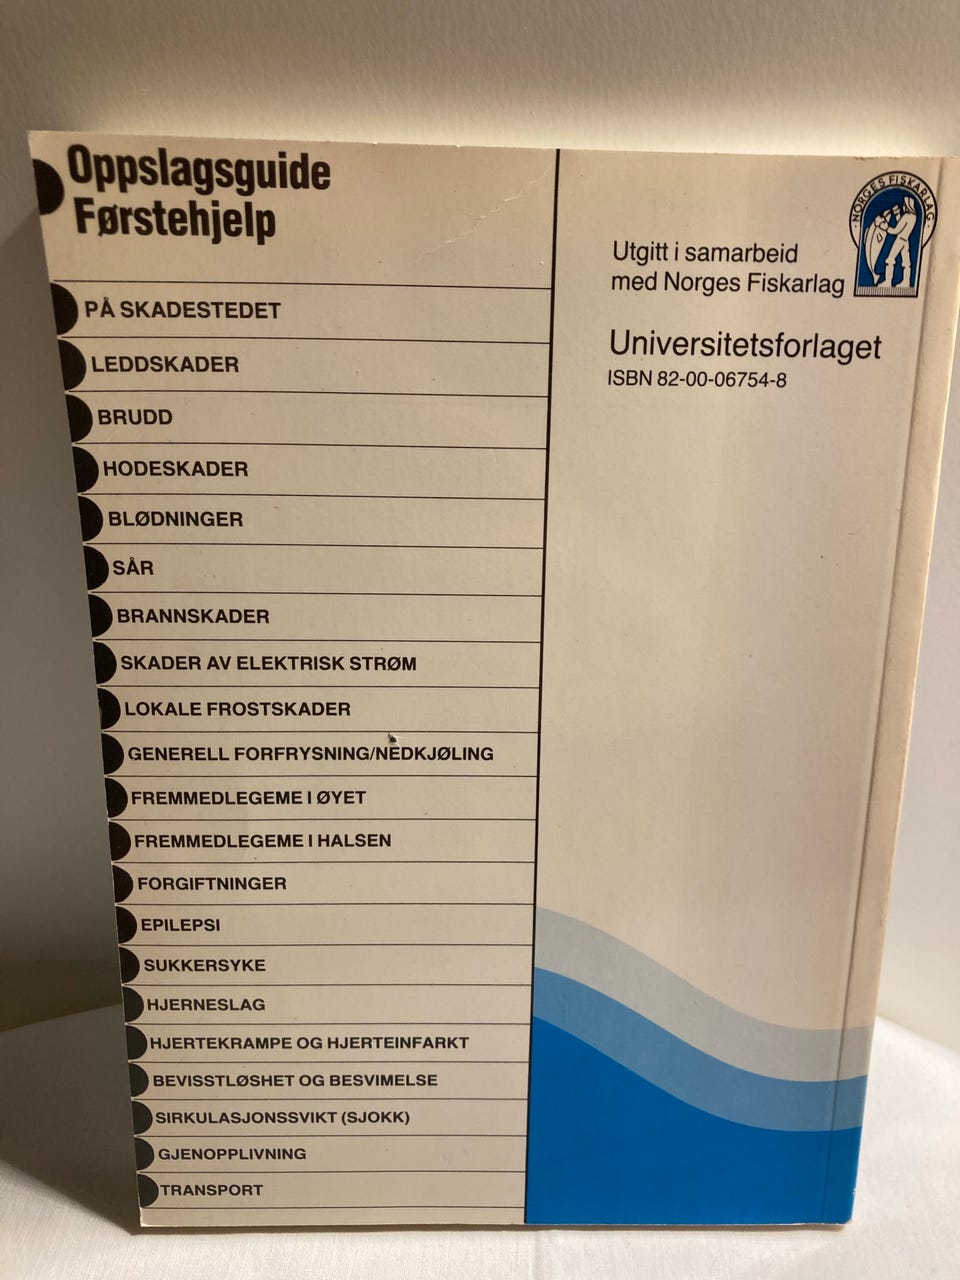 Oppslagsguide
Førstehjelp
PÅ SKADESTEDET
LEDDSKADER
BRUDD
HODESKADER
BLØDNINGER
SÅR
BRANNSKADER
SKADER AV ELEKTRISK STRØM
LOKALE FROSTSKADER
GENERELL FORFRYSNING/NEDKJØLING
FREMMEDLEGEME I ØYET
FREMMEDLEGEME I HALSEN
FORGIFTNINGER
EPILEPSI
SUKKERSYKE
HJERNESLAG
HJERTEKRAMPE OG HJERTEINFARKT
BEVISSTLØSHET OG BESVIMELSE
SIRKULASJONSSVIKT (SJOKK)
GJENOPPLIVNING
TRANSPORT
Utgitt i samarbeid
med Norges Fiskarlag
· NORGES FISKARLAG ·
Universitetsforlaget
ISBN 82-00-06754-8